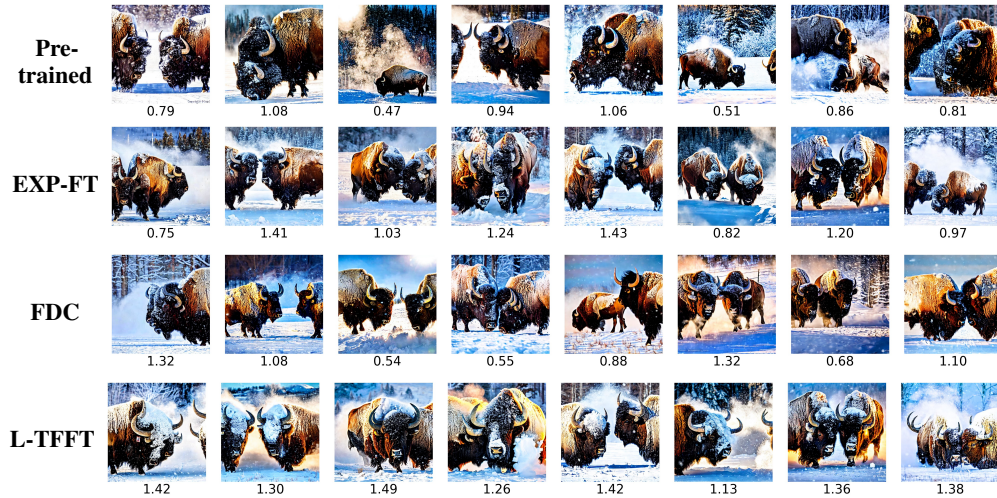 Pre-
trained
0.79 1.08 0.47 0.94 1.06 0.51 0.86 0.81
EXP-FT
0.75 1.41 1.03 1.24 1.43 0.82 1.20 0.97
FDC
1.32 1.08 0.54 0.55 0.88 1.32 0.68 1.10
L-TFFT
1.42 1.30 1.49 1.26 1.42 1.13 1.36 1.38